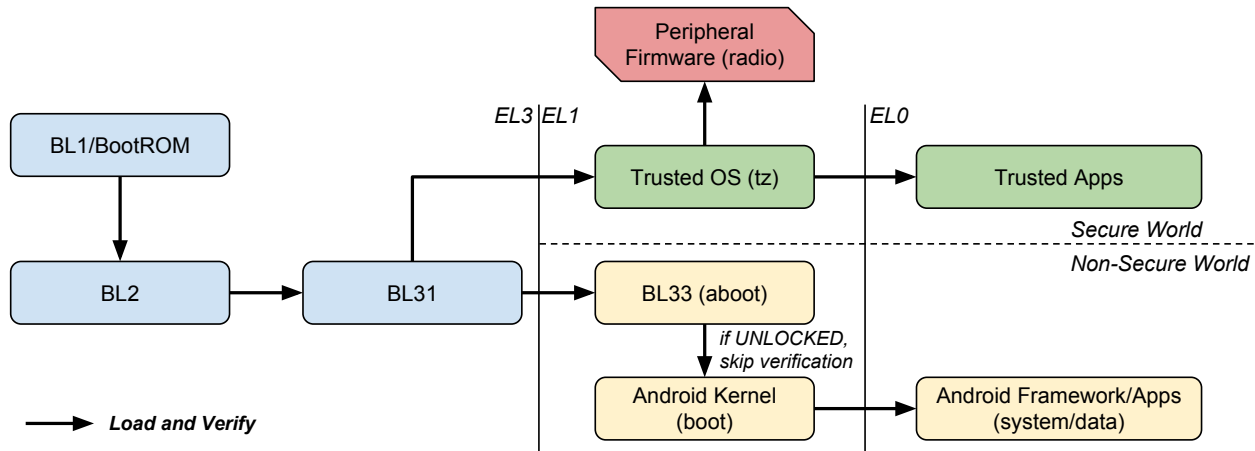 Peripheral
Firmware (radio)
EL3
EL1
EL0
BL1/BootROM
Trusted OS (tz)
Trusted Apps
Secure World
Non-Secure World
BL2
BL31
BL33 (aboot)
if UNLOCKED,
skip verification
Android Kernel
(boot)
Android Framework/Apps
(system/data)
Load and Verify